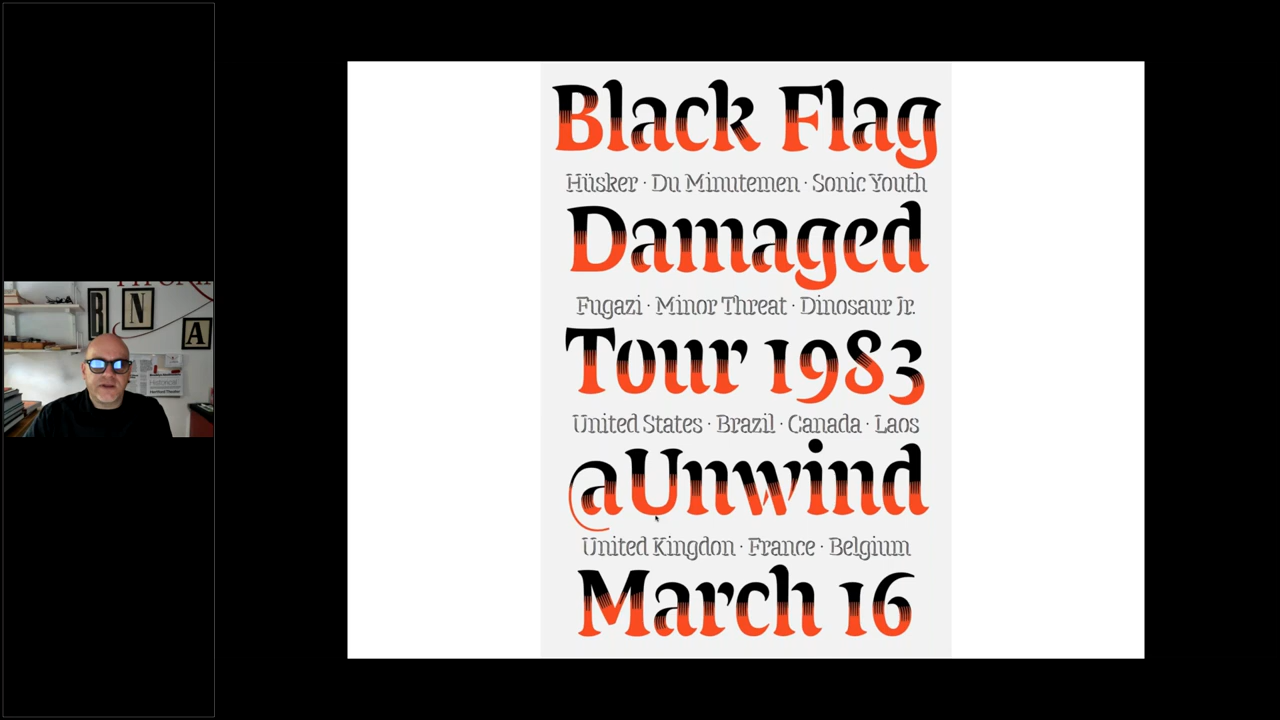 Black Flag
Hüsker · Du Minutemen · Sonic Youth
Damaged
Fugazi · Minor Threat · Dinosaur Jr.
Tour 1983
United States · Brazil · Canada · Laos
@Unwind
United Kingdon · France · Belgium
March 16
B
N
A